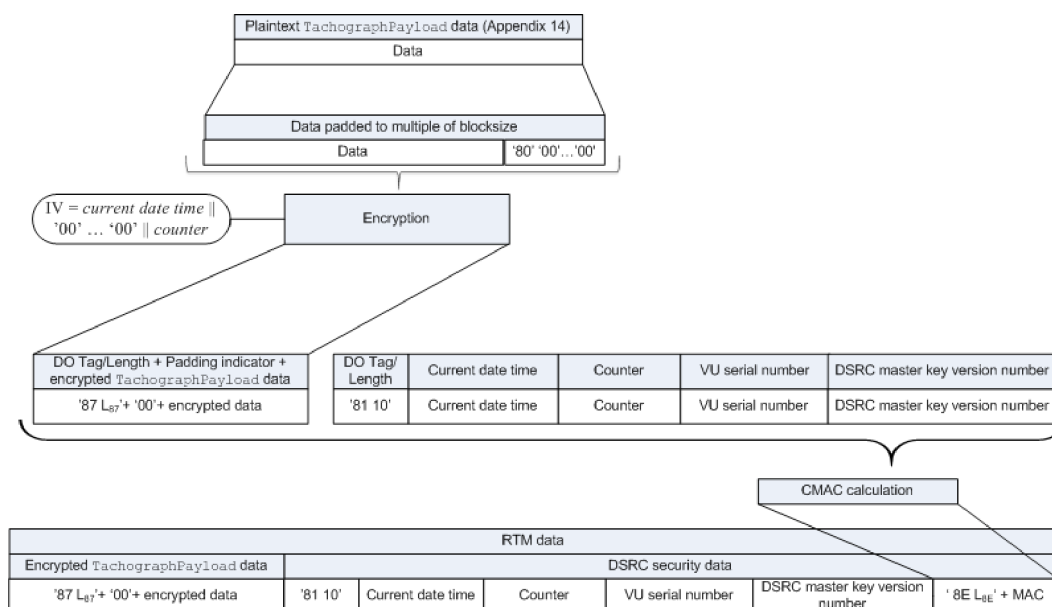 Plaintext TachographPayload data (Appendix 14)
Data
Data padded to multiple of blocksize
Data
'80' '00'…'00'
IV = current date time ||
'00' … '00' || counter
Encryption
DO Tag/Length + Padding indicator +
encrypted TachographPayload data
'87 L87'+ '00'+ encrypted data
DO Tag/
Length
Current date time
Counter
VU serial number
DSRC master key version number
'81 10'
Current date time
Counter
VU serial number
DSRC master key version number
CMAC calculation
RTM data
Encrypted TachographPayload data
DSRC security data
'87 L87'+ '00'+ encrypted data
'81 10'
Current date time
Counter
VU serial number
DSRC master key version
number
' 8E L8E' + MAC